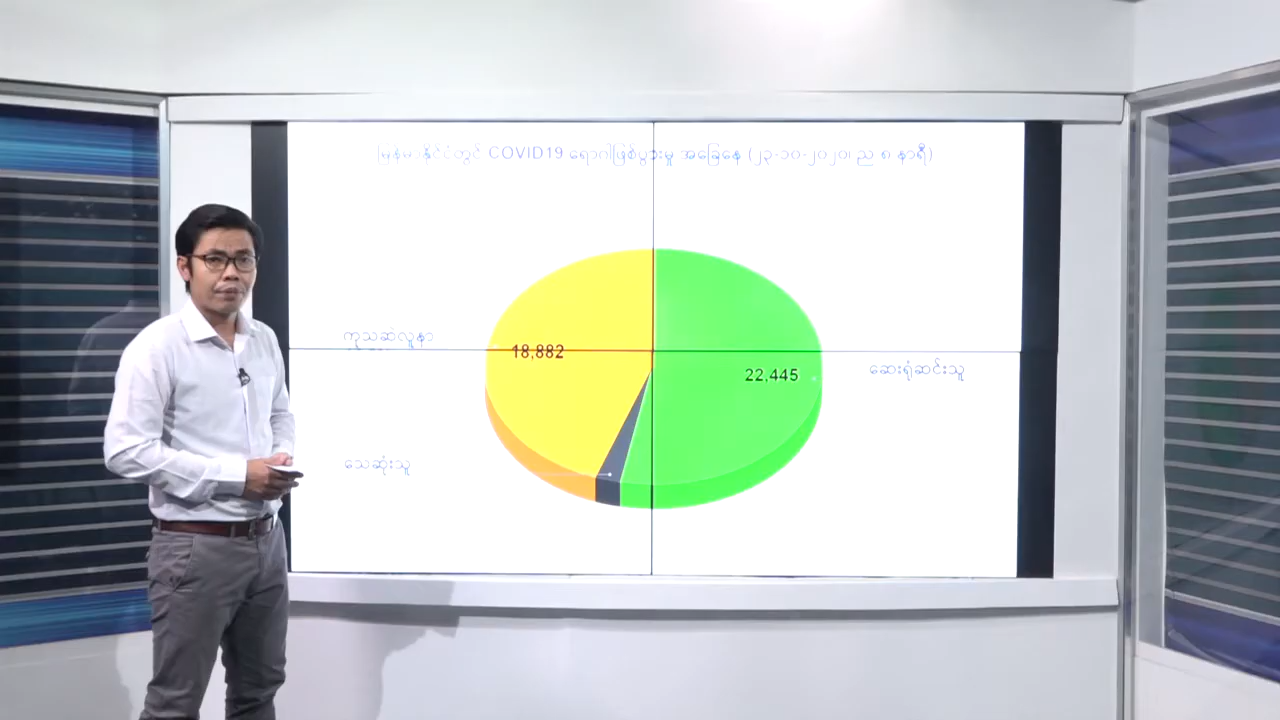 မြန်မာနိုင်ငံတွင် COVID19 ရောဂါဖြစ်ပွားမှု အခြေနေ (၂၃-၁၀-၂၀၂၀၊ ည ၈ နာရီ)
ကုသဆဲလူနာ
18,882
22,445
ဆေးရုံဆင်းသူ
သေဆုံးသူ